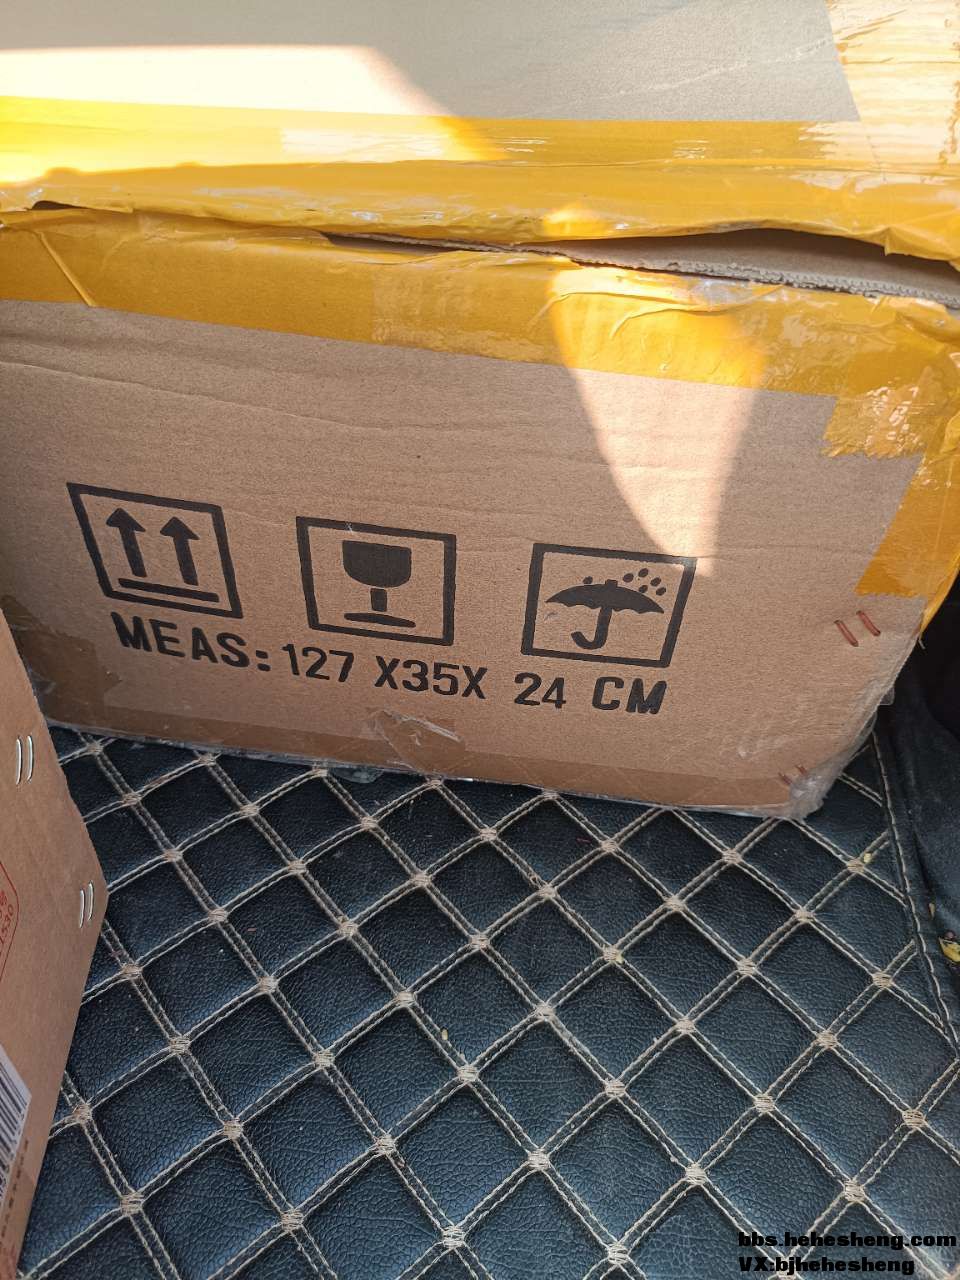 MEAS: 127 X35X 24 CM
bbs.hehesheng.com
VX:bjhehesheng